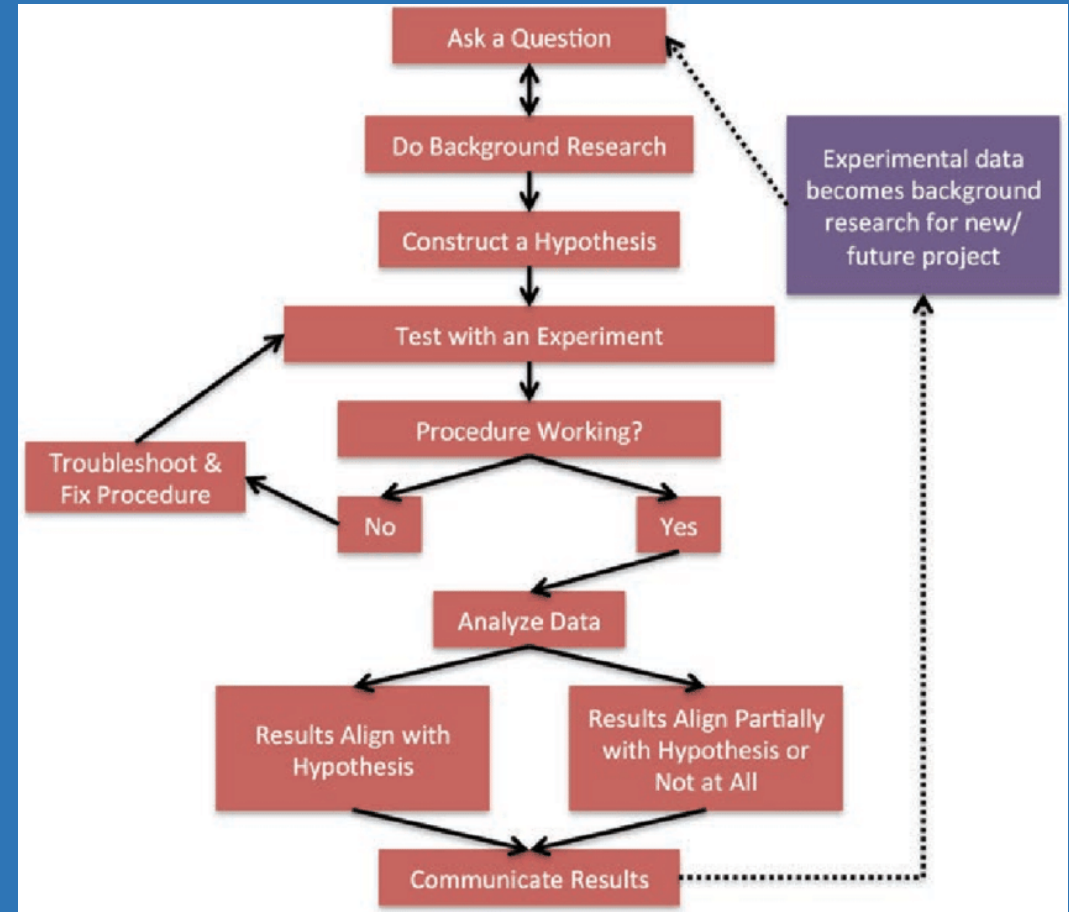 Ask a Question
Do Background Research
Experimental data
becomes background
research for new/
future project
Construct a Hypothesis
Test with an Experiment
Procedure Working?
Troubleshoot &
Fix Procedure
No
Yes
Analyze Data
Results Align with
Hypothesis
Results Align Partially
with Hypothesis or
Not at All
Communicate Results